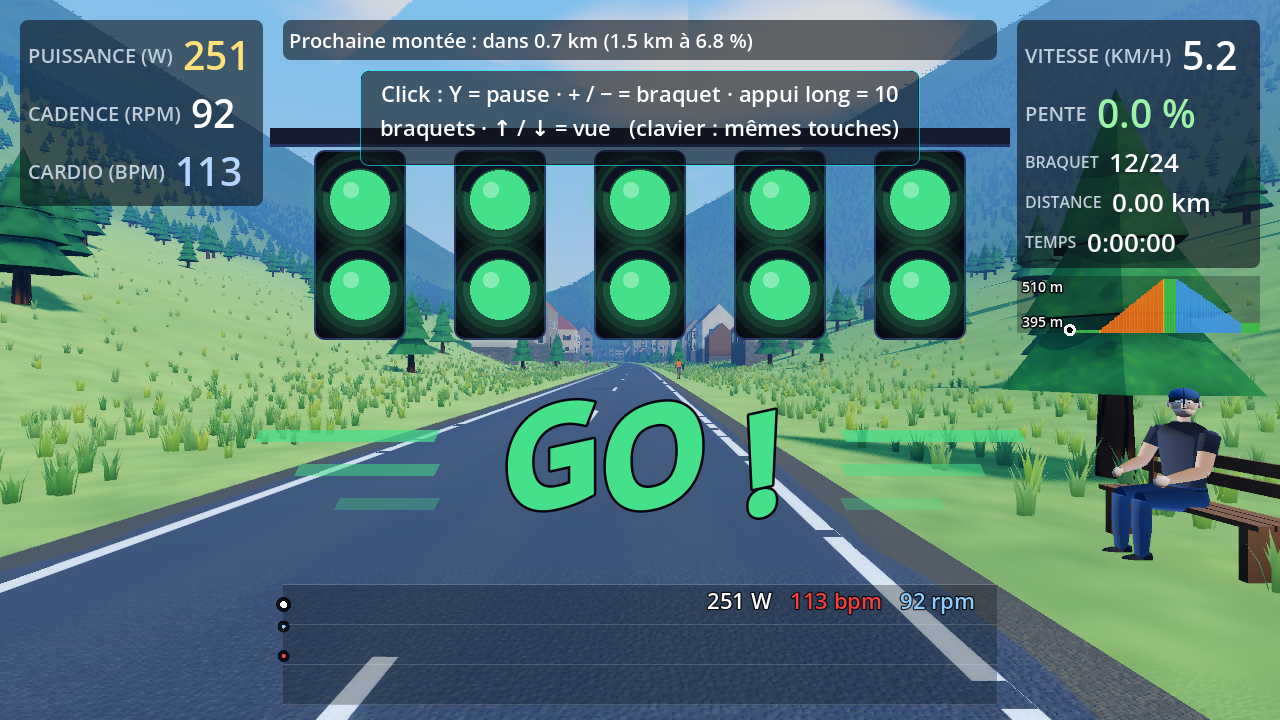 PUISSANCE (W) 251
CADENCE (RPM) 92
CARDIO (BPM) 113
Prochaine montée : dans 0.7 km (1.5 km à 6.8 %)
Click : Y = pause · + / − = braquet · appui long = 10
braquets · ↑ / ↓ = vue (clavier : mêmes touches)
VITESSE (KM/H) 5.2
PENTE 0.0 %
BRAQUET 12/24
DISTANCE 0.00 km
TEMPS 0:00:00
510 m
395 m
GO !
251 W 113 bpm 92 rpm